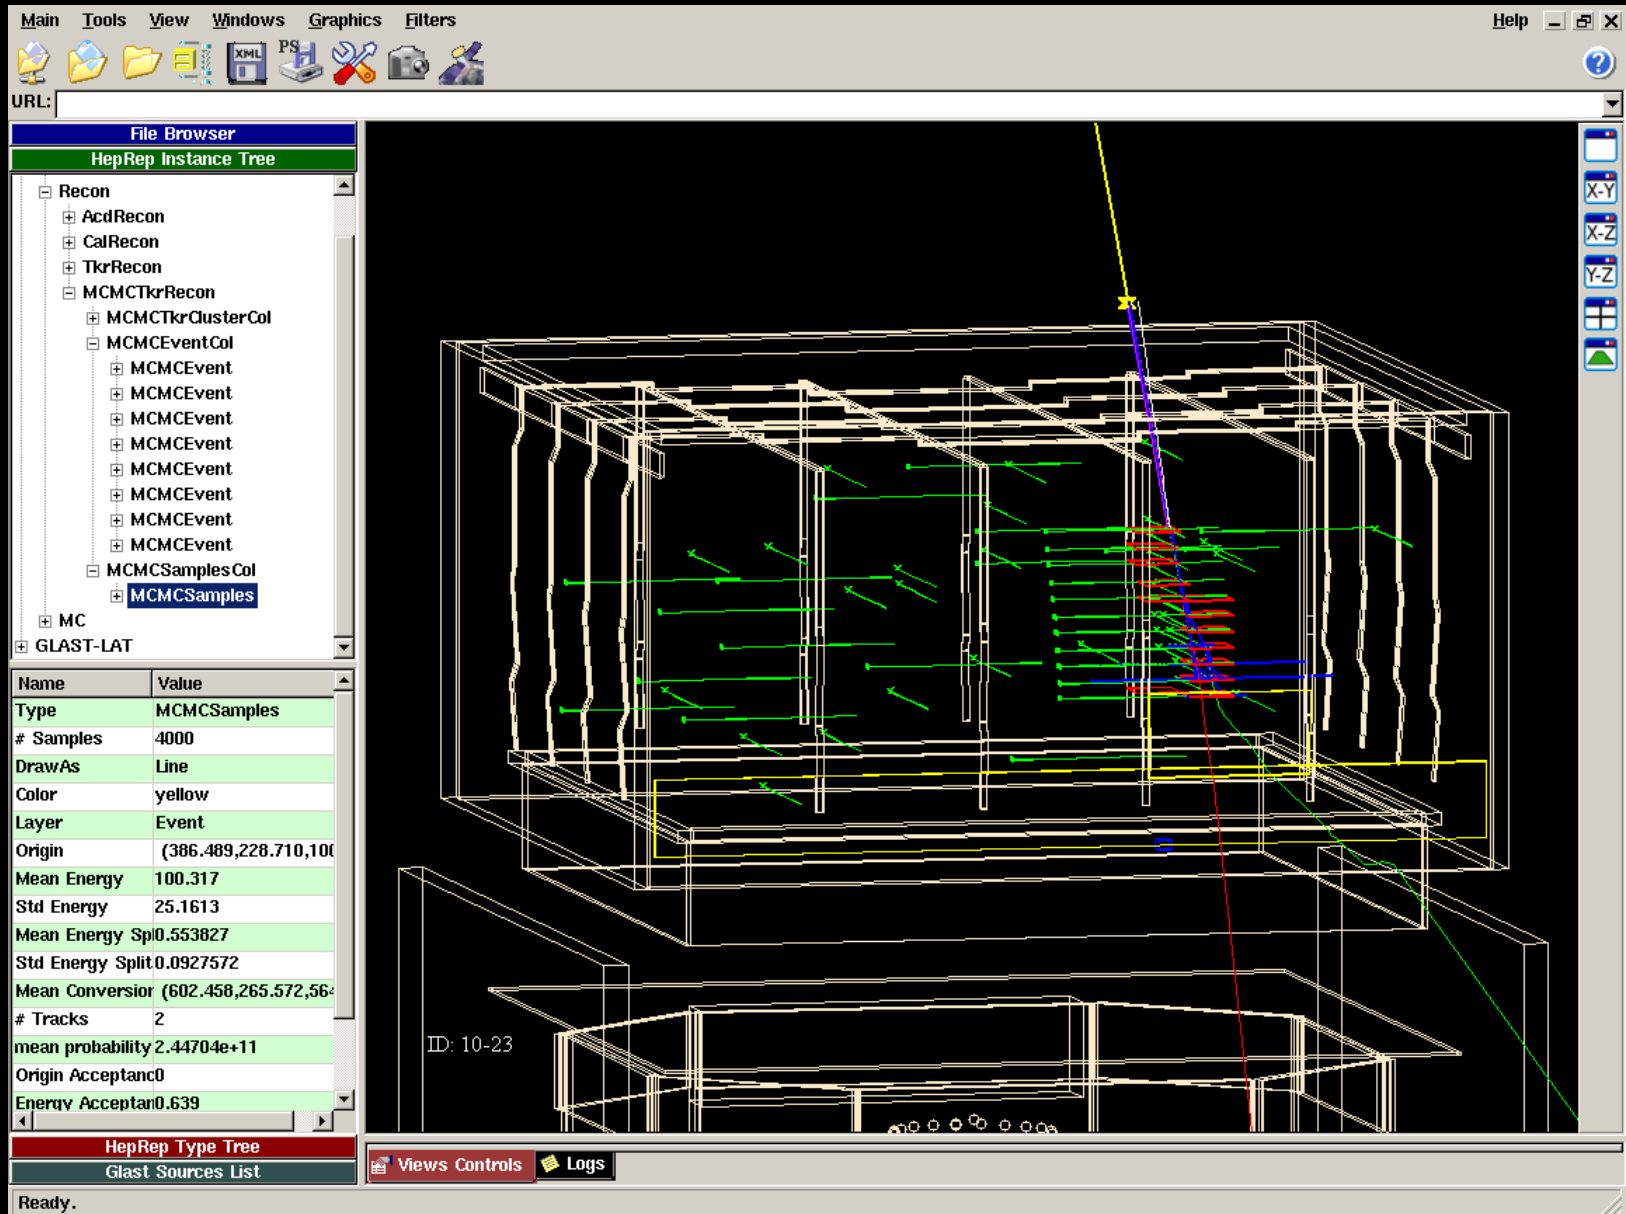 Main Tools View Windows Graphics Filters Help
XML PS
URL:
File Browser
HepRep Instance Tree
Recon
AcdRecon
CalRecon
TkrRecon
MCMCTkrRecon
MCMCTkrClusterCol
MCMCEventCol
MCMCEvent
MCMCEvent
MCMCEvent
MCMCEvent
MCMCEvent
MCMCEvent
MCMCEvent
MCMCEvent
MCMCSamplesCol
MCMCSamples
MC
GLAST-LAT
Name Value
Type MCMCSamples
# Samples 4000
DrawAs Line
Color yellow
Layer Event
Origin (386.489,228.710,100
Mean Energy 100.317
Std Energy 25.1613
Mean Energy Spl 0.553827
Std Energy Split 0.0927572
Mean Conversior (602.458,265.572,564
# Tracks 2
mean probability 2.44704e+11
Origin Acceptanc 0
Energy Acceptan 0.639
HepRep Type Tree
Glast Sources List
X-Y
X-Z
Y-Z
ID: 10-23
Views Controls Logs
Ready.